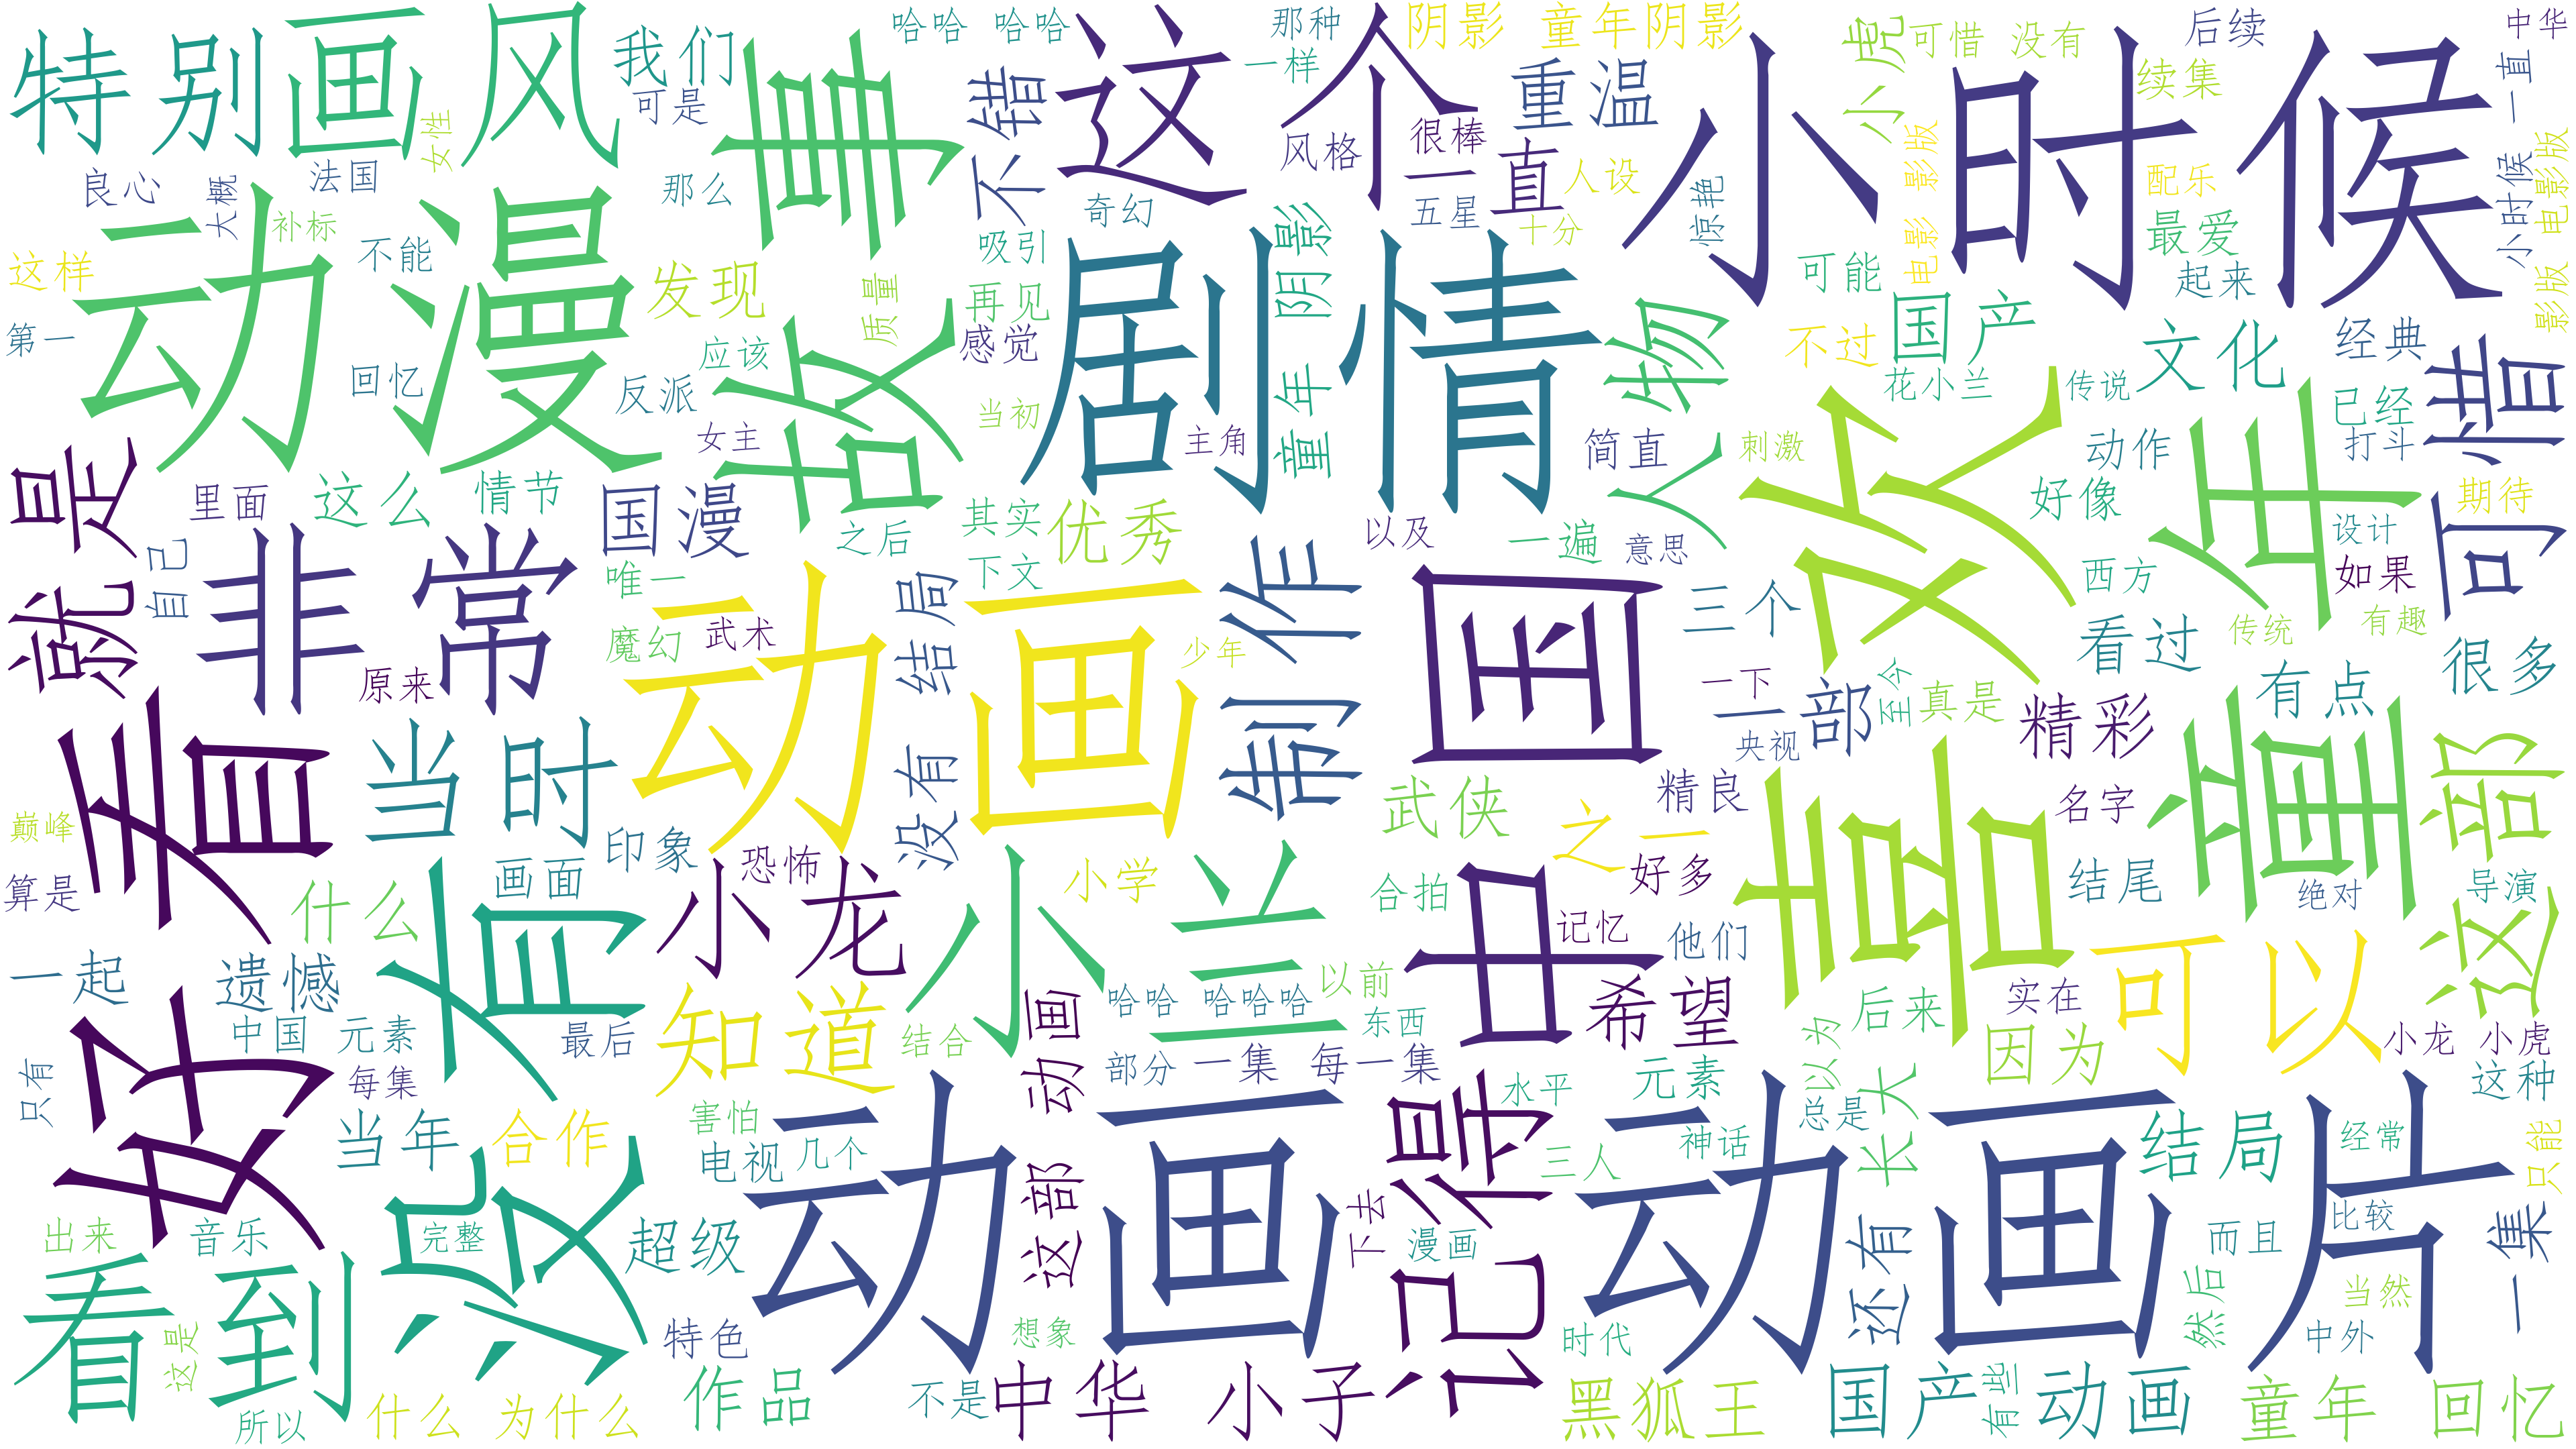 特别
画风
我们
可是
哈哈 哈哈
故事
不错
这个
那种
一样
阴影 童年阴影
重温
小虎
可惜 没有
后续
续集
中华
一直
小时候
良心
大概
法国
女性
补标
那么
奇幻
风格
很棒
五星
一直
人设
十分
惊艳
电影 影版
配乐
最爱
起来
小时候 一直
影版 电影版
这样
动漫
不能
发现
质量
吸引
再见
感觉
剧情
童年 阴影
人物
可能
国产
不过
花小兰
文化
传说
经典
已经
可惜
第一
回忆
反派
应该
女主
当初
主角
简直
刺激
喜欢
动作
好像
童年
打斗
期待
设计
就是
里面
这么
情节
国漫
之后
其实
下文
优秀
以及
一遍
意思
自己
非常
原来
唯一
魔幻
武术
动画
没有 结局
少年
制作
中国
三个
一下
一部
央视
至今
真是
西方
看过
精彩
如果
传统
有趣
有点
很多
好看
当时
印象
画面
恐怖
小龙
小学
小兰
武侠
合拍
之一
精良
好多
记忆
他们
名字
结尾
绝对
导演
这部
巅峰
算是
什么
没有
一起
遗憾
中国 元素
最后
每集
知道
结合
这部 动画
哈哈 哈哈哈
以前
东西
部分
一集
每一集
希望
水平
元素
以为
后来
实在
因为
可以
小龙 小虎
这种
只有
当年
合作
害怕
电视
几个
动画片
动画
记得
三人
神话
总是
长大
结局
经常
只能
出来
音乐
完整
超级
下去
漫画
还有
而且
然后
比较
当然
一集
看到
这是
所以
什么 为什么
特色
作品
不是
想象
中华 小子
时代
黑狐王
国产 动画
有些
中外
童年 回忆